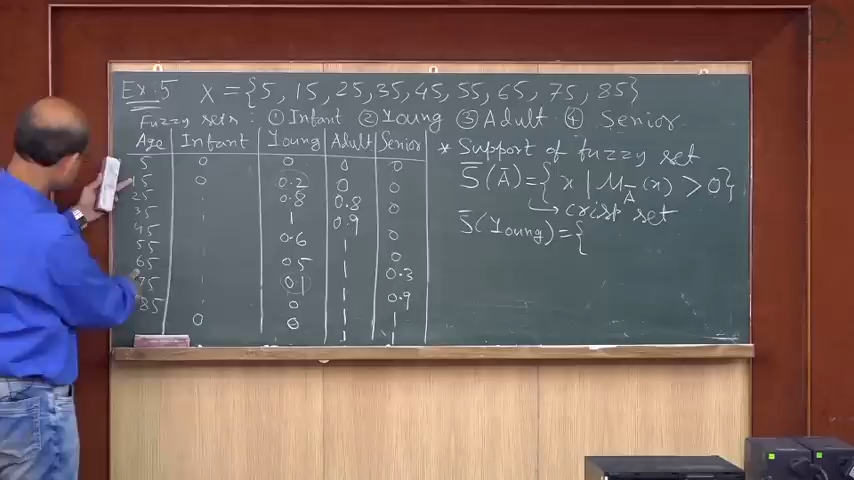 Ex.5 X = {5, 15, 25, 35, 45, 55, 65, 75, 85}
Fuzzy sets : ① Infant ② Young ③ Adult ④ Senior
Age Infant Young Adult Senior
5 0 0 0 0
15 0 0.2 0 0
25 . 0.8 0.8 0
35 . 1 0.9 0
45 . 0.6 1 0
55 0.5 1 0.3
65 0.1 1 0.9
75 0 1 1
85 0 0 1 1
* Support of fuzzy set
S̅(A̅) = { x | μ_A̅(x) > 0}
↳ crisp set
S̅(Young) = {